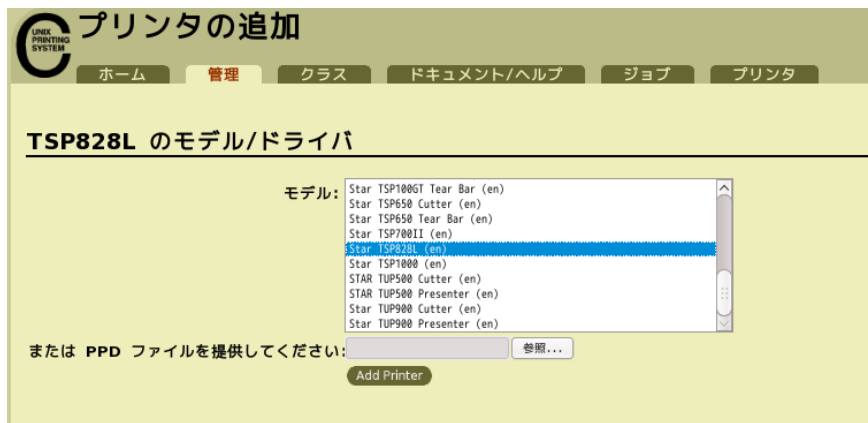 UNIX
PRINTING
SYSTEM
プリンタの追加
ホーム 管理 クラス ドキュメント/ヘルプ ジョブ プリンタ
TSP828L のモデル/ドライバ
モデル:
Star TSP100GT Tear Bar (en)
Star TSP650 Cutter (en)
Star TSP650 Tear Bar (en)
Star TSP700II (en)
Star TSP828L (en)
Star TSP1000 (en)
STAR TUP500 Cutter (en)
STAR TUP500 Presenter (en)
Star TUP900 Cutter (en)
Star TUP900 Presenter (en)
または PPD ファイルを提供してください: 参照...
Add Printer